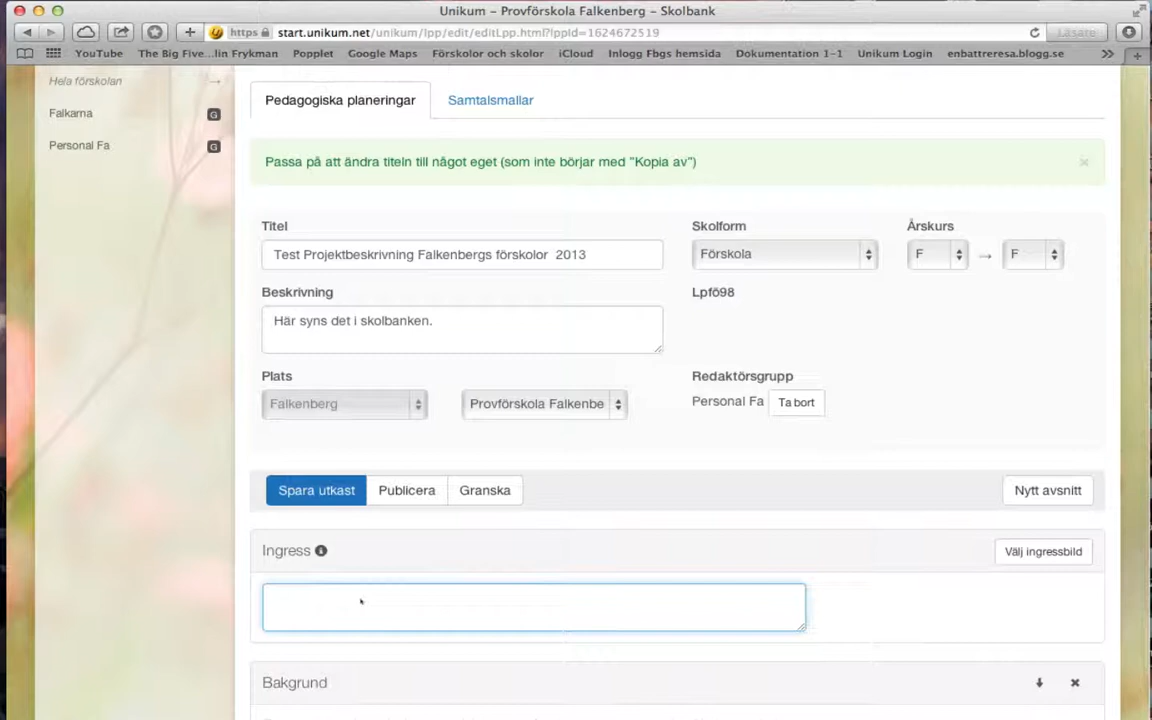 Unikum – Provförskola Falkenberg – Skolbank
https start.unikum.net/unikum/lpp/edit/editLpp.html?lppId=1624672519 Läsare
YouTube The Big Five...lin Frykman Popplet Google Maps Förskolor och skolor iCloud Inlogg Fbgs hemsida Dokumentation 1–1 Unikum Login enbattreresa.blogg.se
Hela förskolan
Falkarna G
Personal Fa G
Pedagogiska planeringar Samtalsmallar
Passa på att ändra titeln till något eget (som inte börjar med "Kopia av")
Titel Skolform Årskurs
Test Projektbeskrivning Falkenbergs förskolor 2013 Förskola F → F
Beskrivning Lpfö98
Här syns det i skolbanken.
Plats Redaktörsgrupp
Falkenberg Provförskola Falkenbe Personal Fa Ta bort
Spara utkast Publicera Granska Nytt avsnitt
Ingress Välj ingressbild
Bakgrund